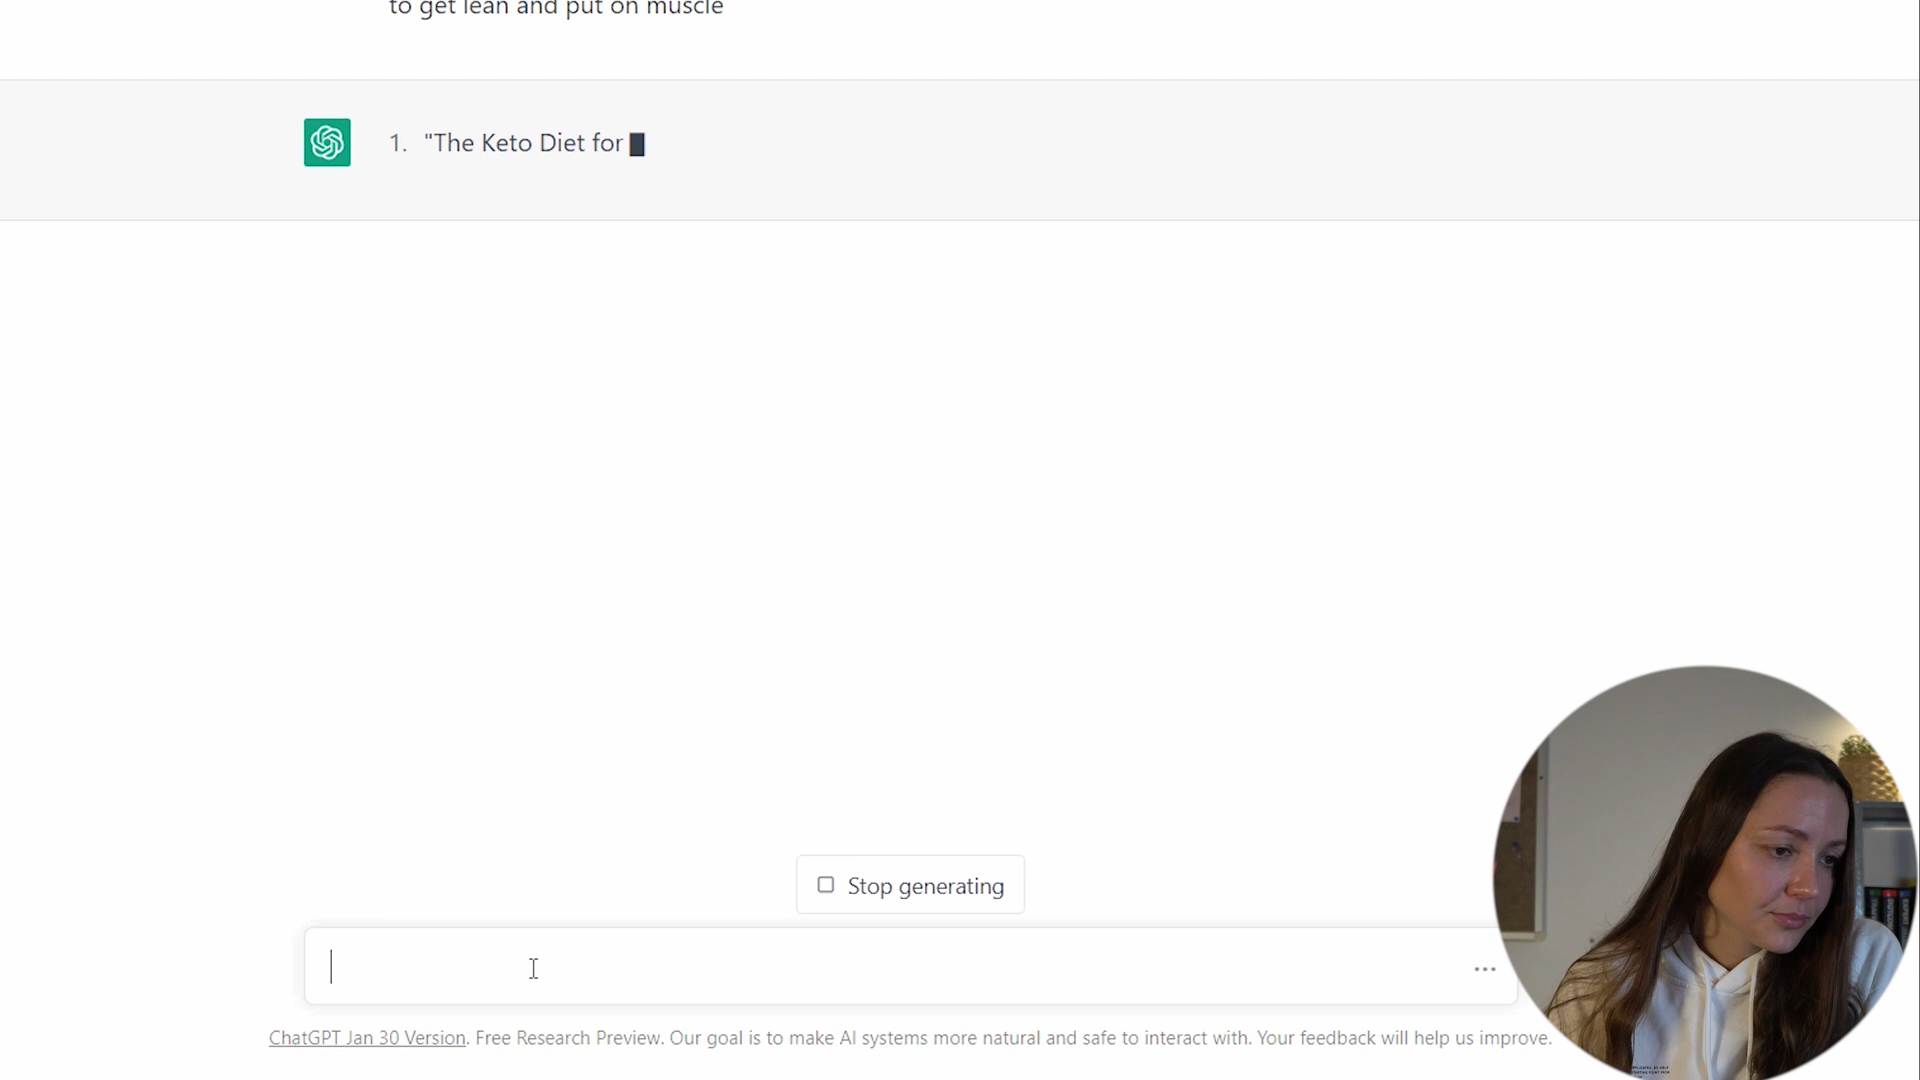 to get lean and put on muscle
1. "The Keto Diet for
Stop generating
ChatGPT Jan 30 Version. Free Research Preview. Our goal is to make AI systems more natural and safe to interact with. Your feedback will help us improve.